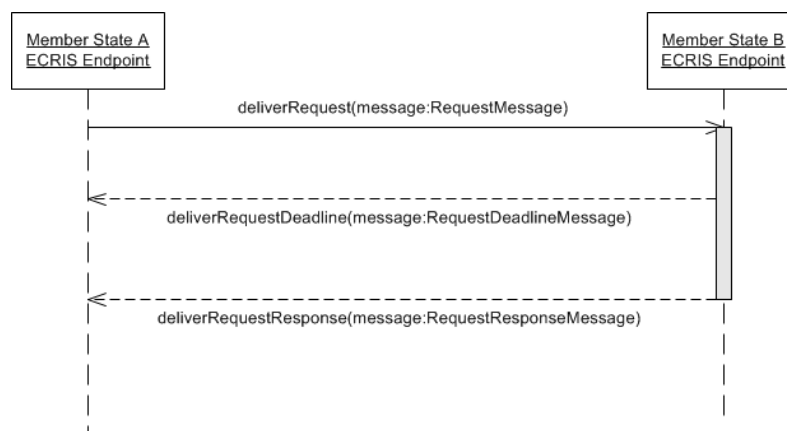 Member State A
ECRIS Endpoint
Member State B
ECRIS Endpoint
deliverRequest(message:RequestMessage)
deliverRequestDeadline(message:RequestDeadlineMessage)
deliverRequestResponse(message:RequestResponseMessage)